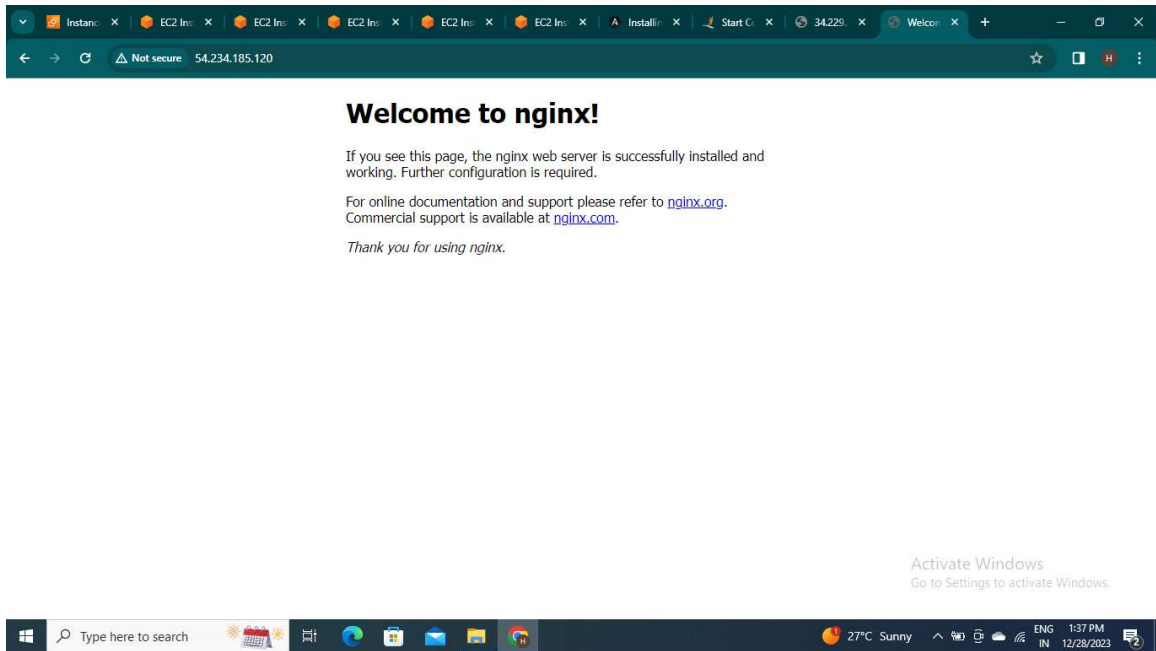 Instanc
EC2 Ins
EC2 Ins
EC2 Ins
EC2 Ins
EC2 Ins
Installin
Start Co
34.229.
Welcom
Not secure 54.234.185.120
H
Welcome to nginx!
If you see this page, the nginx web server is successfully installed and
working. Further configuration is required.
For online documentation and support please refer to nginx.org.
Commercial support is available at nginx.com.
Thank you for using nginx.
Activate Windows
Go to Settings to activate Windows.
Type here to search
27°C Sunny
ENG
IN
1:37 PM
12/28/2023
2